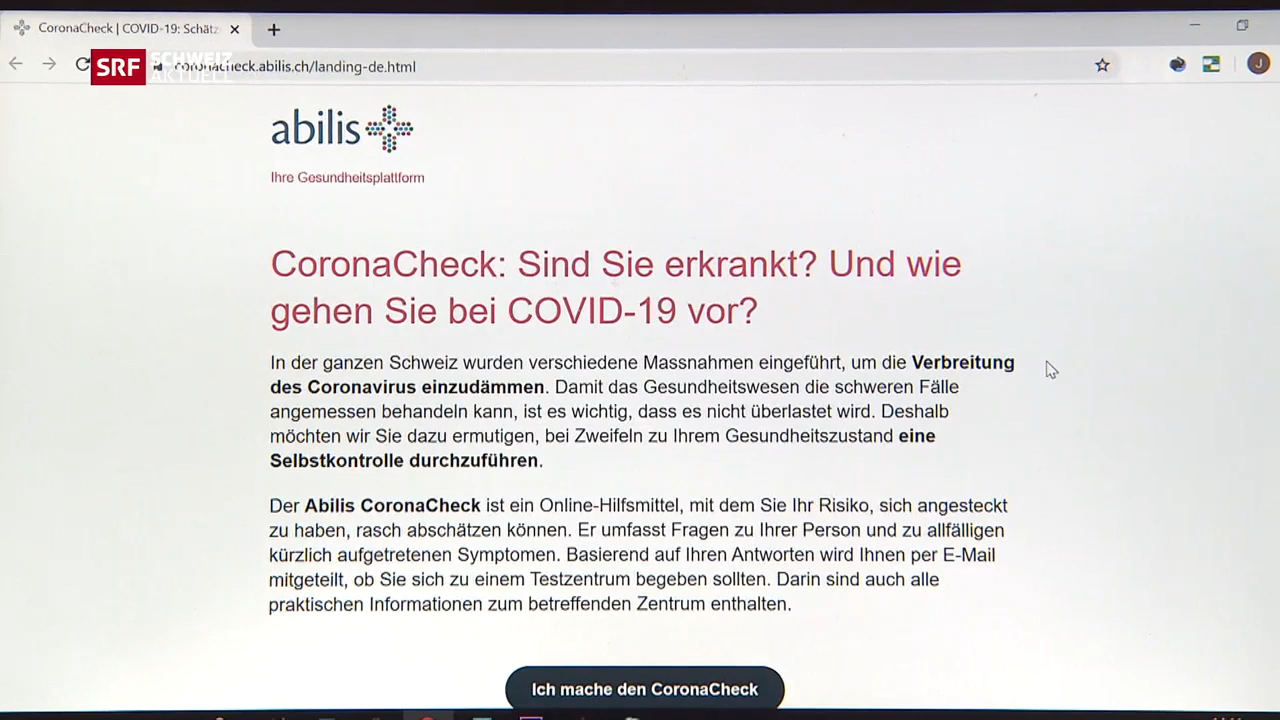 CoronaCheck | COVID-19: Schätz
SRF SCHWEIZ AKTUELL
coronacheck.abilis.ch/landing-de.html
J
abilis
Ihre Gesundheitsplattform
CoronaCheck: Sind Sie erkrankt? Und wie
gehen Sie bei COVID-19 vor?
In der ganzen Schweiz wurden verschiedene Massnahmen eingeführt, um die Verbreitung
des Coronavirus einzudämmen. Damit das Gesundheitswesen die schweren Fälle
angemessen behandeln kann, ist es wichtig, dass es nicht überlastet wird. Deshalb
möchten wir Sie dazu ermutigen, bei Zweifeln zu Ihrem Gesundheitszustand eine
Selbstkontrolle durchzuführen.
Der Abilis CoronaCheck ist ein Online-Hilfsmittel, mit dem Sie Ihr Risiko, sich angesteckt
zu haben, rasch abschätzen können. Er umfasst Fragen zu Ihrer Person und zu allfälligen
kürzlich aufgetretenen Symptomen. Basierend auf Ihren Antworten wird Ihnen per E-Mail
mitgeteilt, ob Sie sich zu einem Testzentrum begeben sollten. Darin sind auch alle
praktischen Informationen zum betreffenden Zentrum enthalten.
Ich mache den CoronaCheck